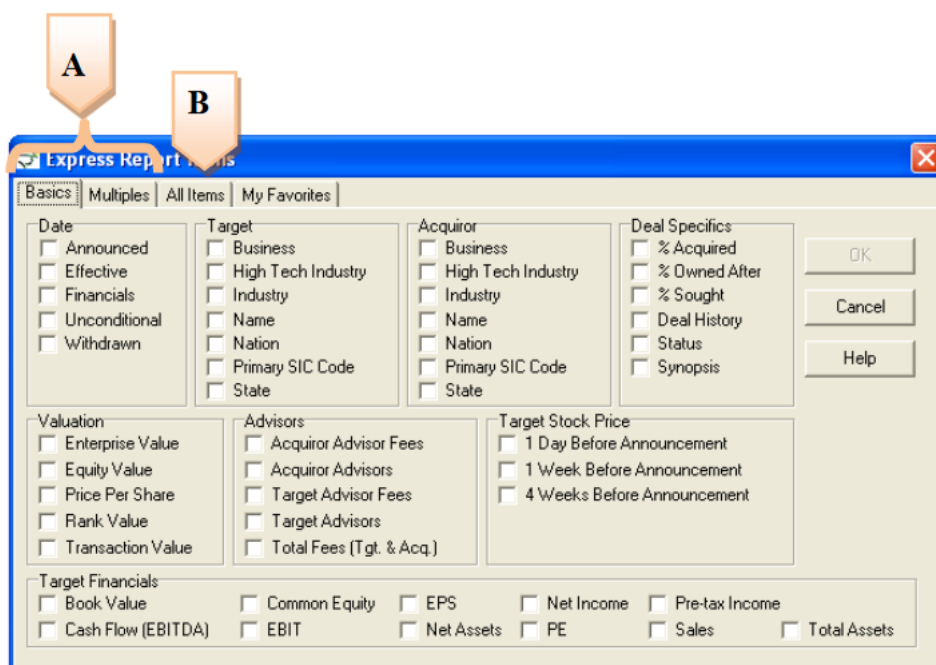 A
B
Express Report
Basics Multiples All Items My Favorites
Date
Announced
Effective
Financials
Unconditional
Withdrawn
Target
Business
High Tech Industry
Industry
Name
Nation
Primary SIC Code
State
Acquiror
Business
High Tech Industry
Industry
Name
Nation
Primary SIC Code
State
Deal Specifics
% Acquired
% Owned After
% Sought
Deal History
Status
Synopsis
OK
Cancel
Help
Valuation
Enterprise Value
Equity Value
Price Per Share
Rank Value
Transaction Value
Advisors
Acquiror Advisor Fees
Acquiror Advisors
Target Advisor Fees
Target Advisors
Total Fees (Tgt. & Acq.)
Target Stock Price
1 Day Before Announcement
1 Week Before Announcement
4 Weeks Before Announcement
Target Financials
Book Value Common Equity EPS Net Income Pre-tax Income
Cash Flow (EBITDA) EBIT Net Assets PE Sales Total Assets